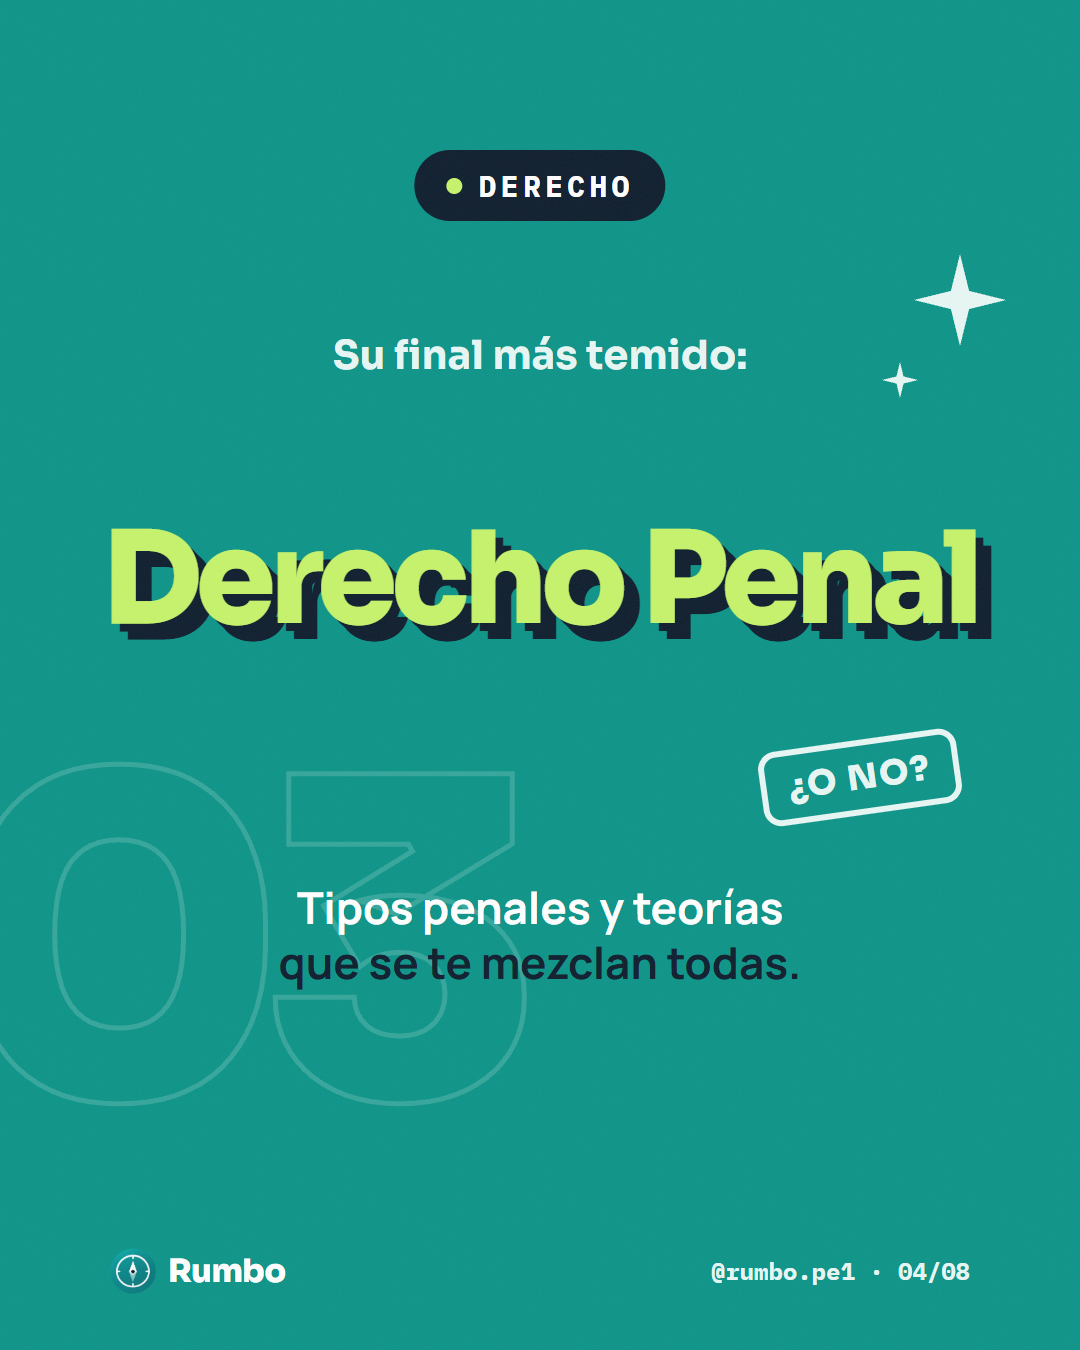 DERECHO
Su final más temido:
Derecho Penal
¿O NO?
03
Tipos penales y teorías
que se te mezclan todas.
Rumbo
@rumbo.pe1 · 04/08